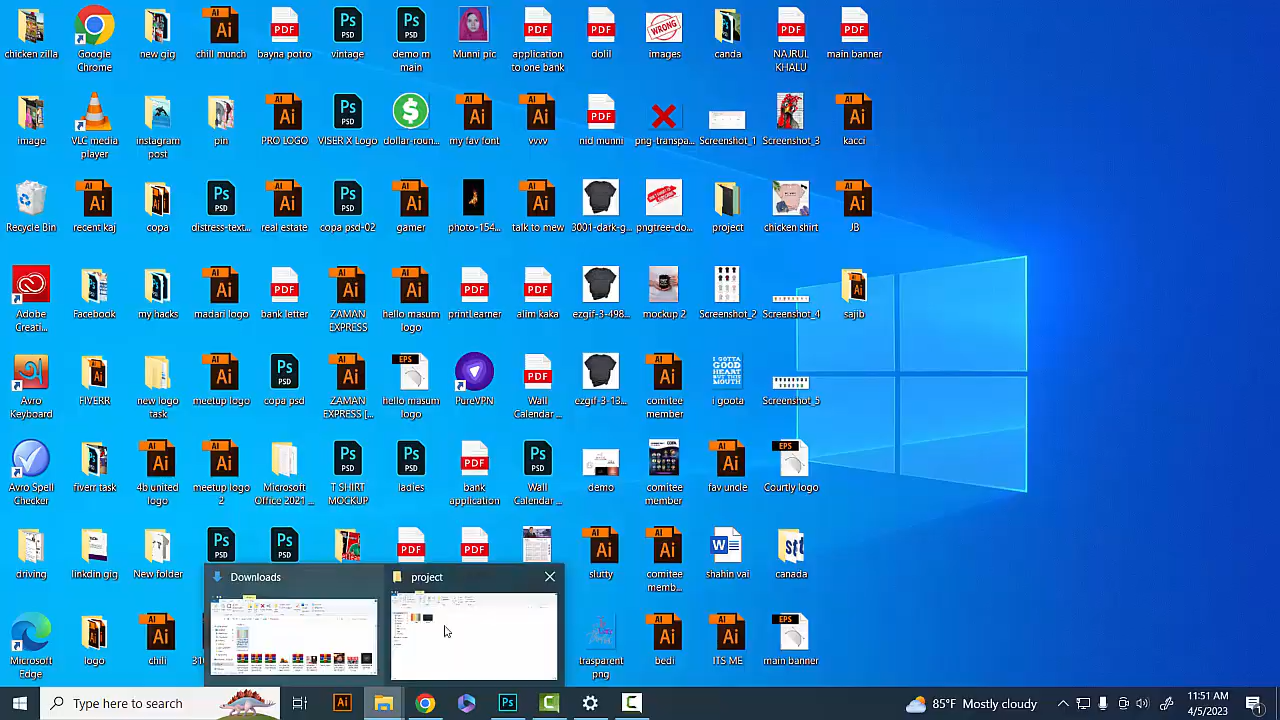 chicken zilla
Google
Chrome
new gig
chill munch
bayna potro
vintage
demo m
main
Munni pic
application
to one bank
dolil
images
canda
NAJRUL
KHALU
main banner
image
VLC media
player
instagram
post
pin
PRO LOGO
VISER X Logo
dollar-roun...
my fav font
vvvv
nid munni
png-transpa...
Screenshot_1
Screenshot_3
kacci
Recycle Bin
recent kaj
copa
distress-text...
real estate
copa psd-02
gamer
photo-154...
talk to mew
3001-dark-g...
pngtree-do...
project
chicken shirt
JB
Adobe
Creati...
Facebook
my hacks
madari logo
bank letter
ZAMAN
EXPRESS
hello masum
logo
printLearner
alim kaka
ezgif-3-498...
mockup 2
Screenshot_2
Screenshot_4
sajib
Avro
Keyboard
FIVERR
new logo
task
meetup logo
copa psd
ZAMAN
EXPRESS [...
hello masum
logo
PureVPN
Wall
Calendar ...
ezgif-3-13...
comitee
member
I GOTTA
GOOD
HEART
BUT THIS
MOUTH
i goota
Screenshot_5
Avro Spell
Checker
fiverr task
4b united
logo
meetup logo
2
Microsoft
Office 2021 ...
T SHIRT
MOCKUP
ladies
bank
application
Wall
Calendar ...
demo
comitee
member
fav uncle
Courtly logo
driving
linkdin gig
New folder
slutty
comitee
memb...
shahin vai
canada
Downloads
project
Microsoft
Edge
logo
chili
trasparent
png
pedri
ITS ME
main banner
Type here to search
85°F Mostly cloudy
11:51 AM
4/5/2023